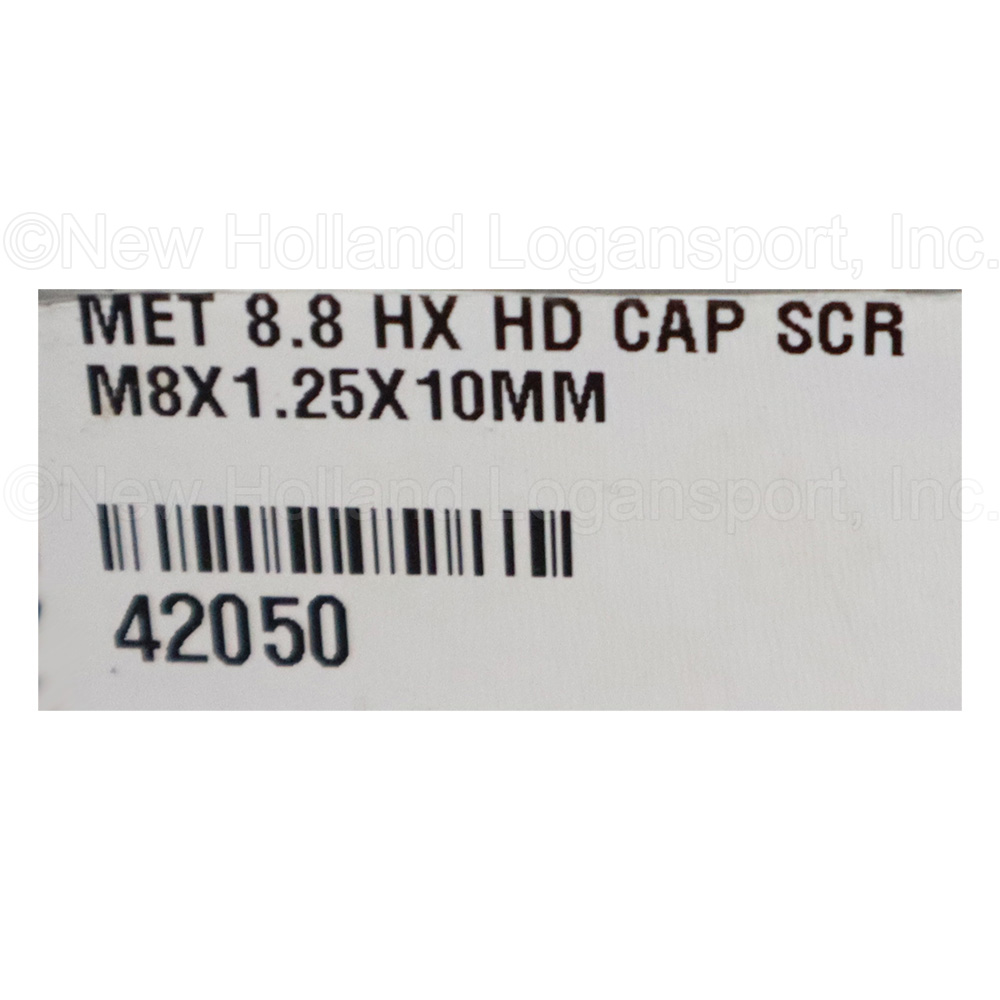 ©New Holland Logansport, Inc.
MET 8.8 HX HD CAP SCR
M8X1.25X10MM
©New Holland Logansport, Inc.
42050